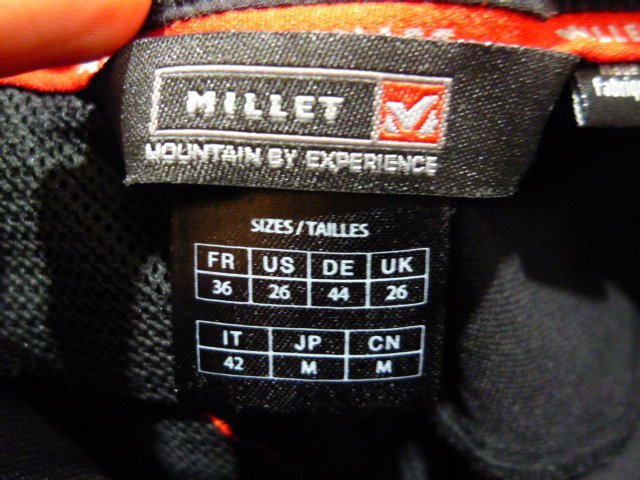 MILLET
MOUNTAIN BY EXPERIENCE
SIZES/TAILLES
FR US DE UK
36 26 44 26
IT JP CN
42 M M